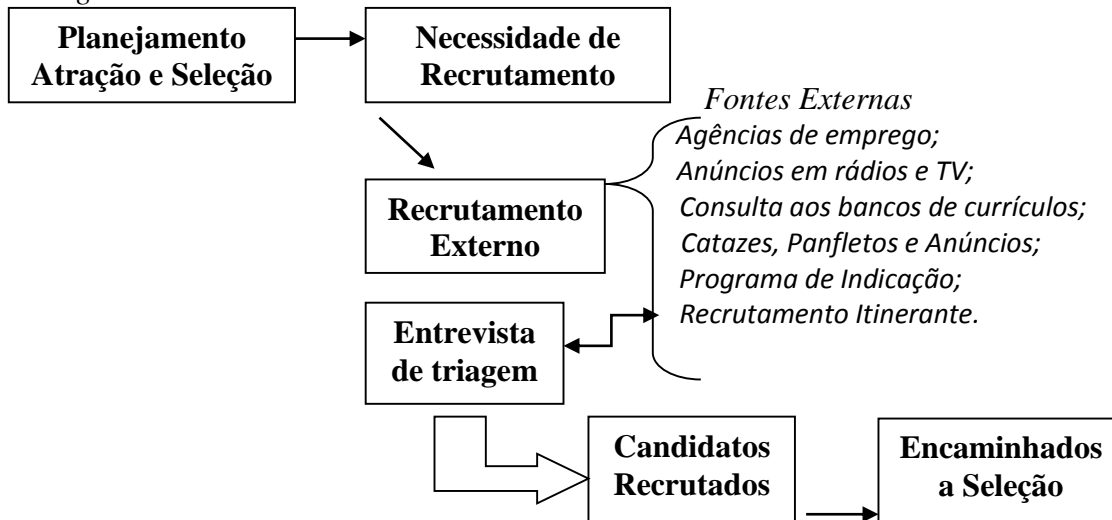 Planejamento
Atração e Seleção
Necessidade de
Recrutamento
Fontes Externas
Agências de emprego;
Anúncios em rádios e TV;
Consulta aos bancos de currículos;
Catazes, Panfletos e Anúncios;
Programa de Indicação;
Recrutamento Itinerante.
Recrutamento
Externo
Entrevista
de triagem
Candidatos
Recrutados
Encaminhados
a Seleção